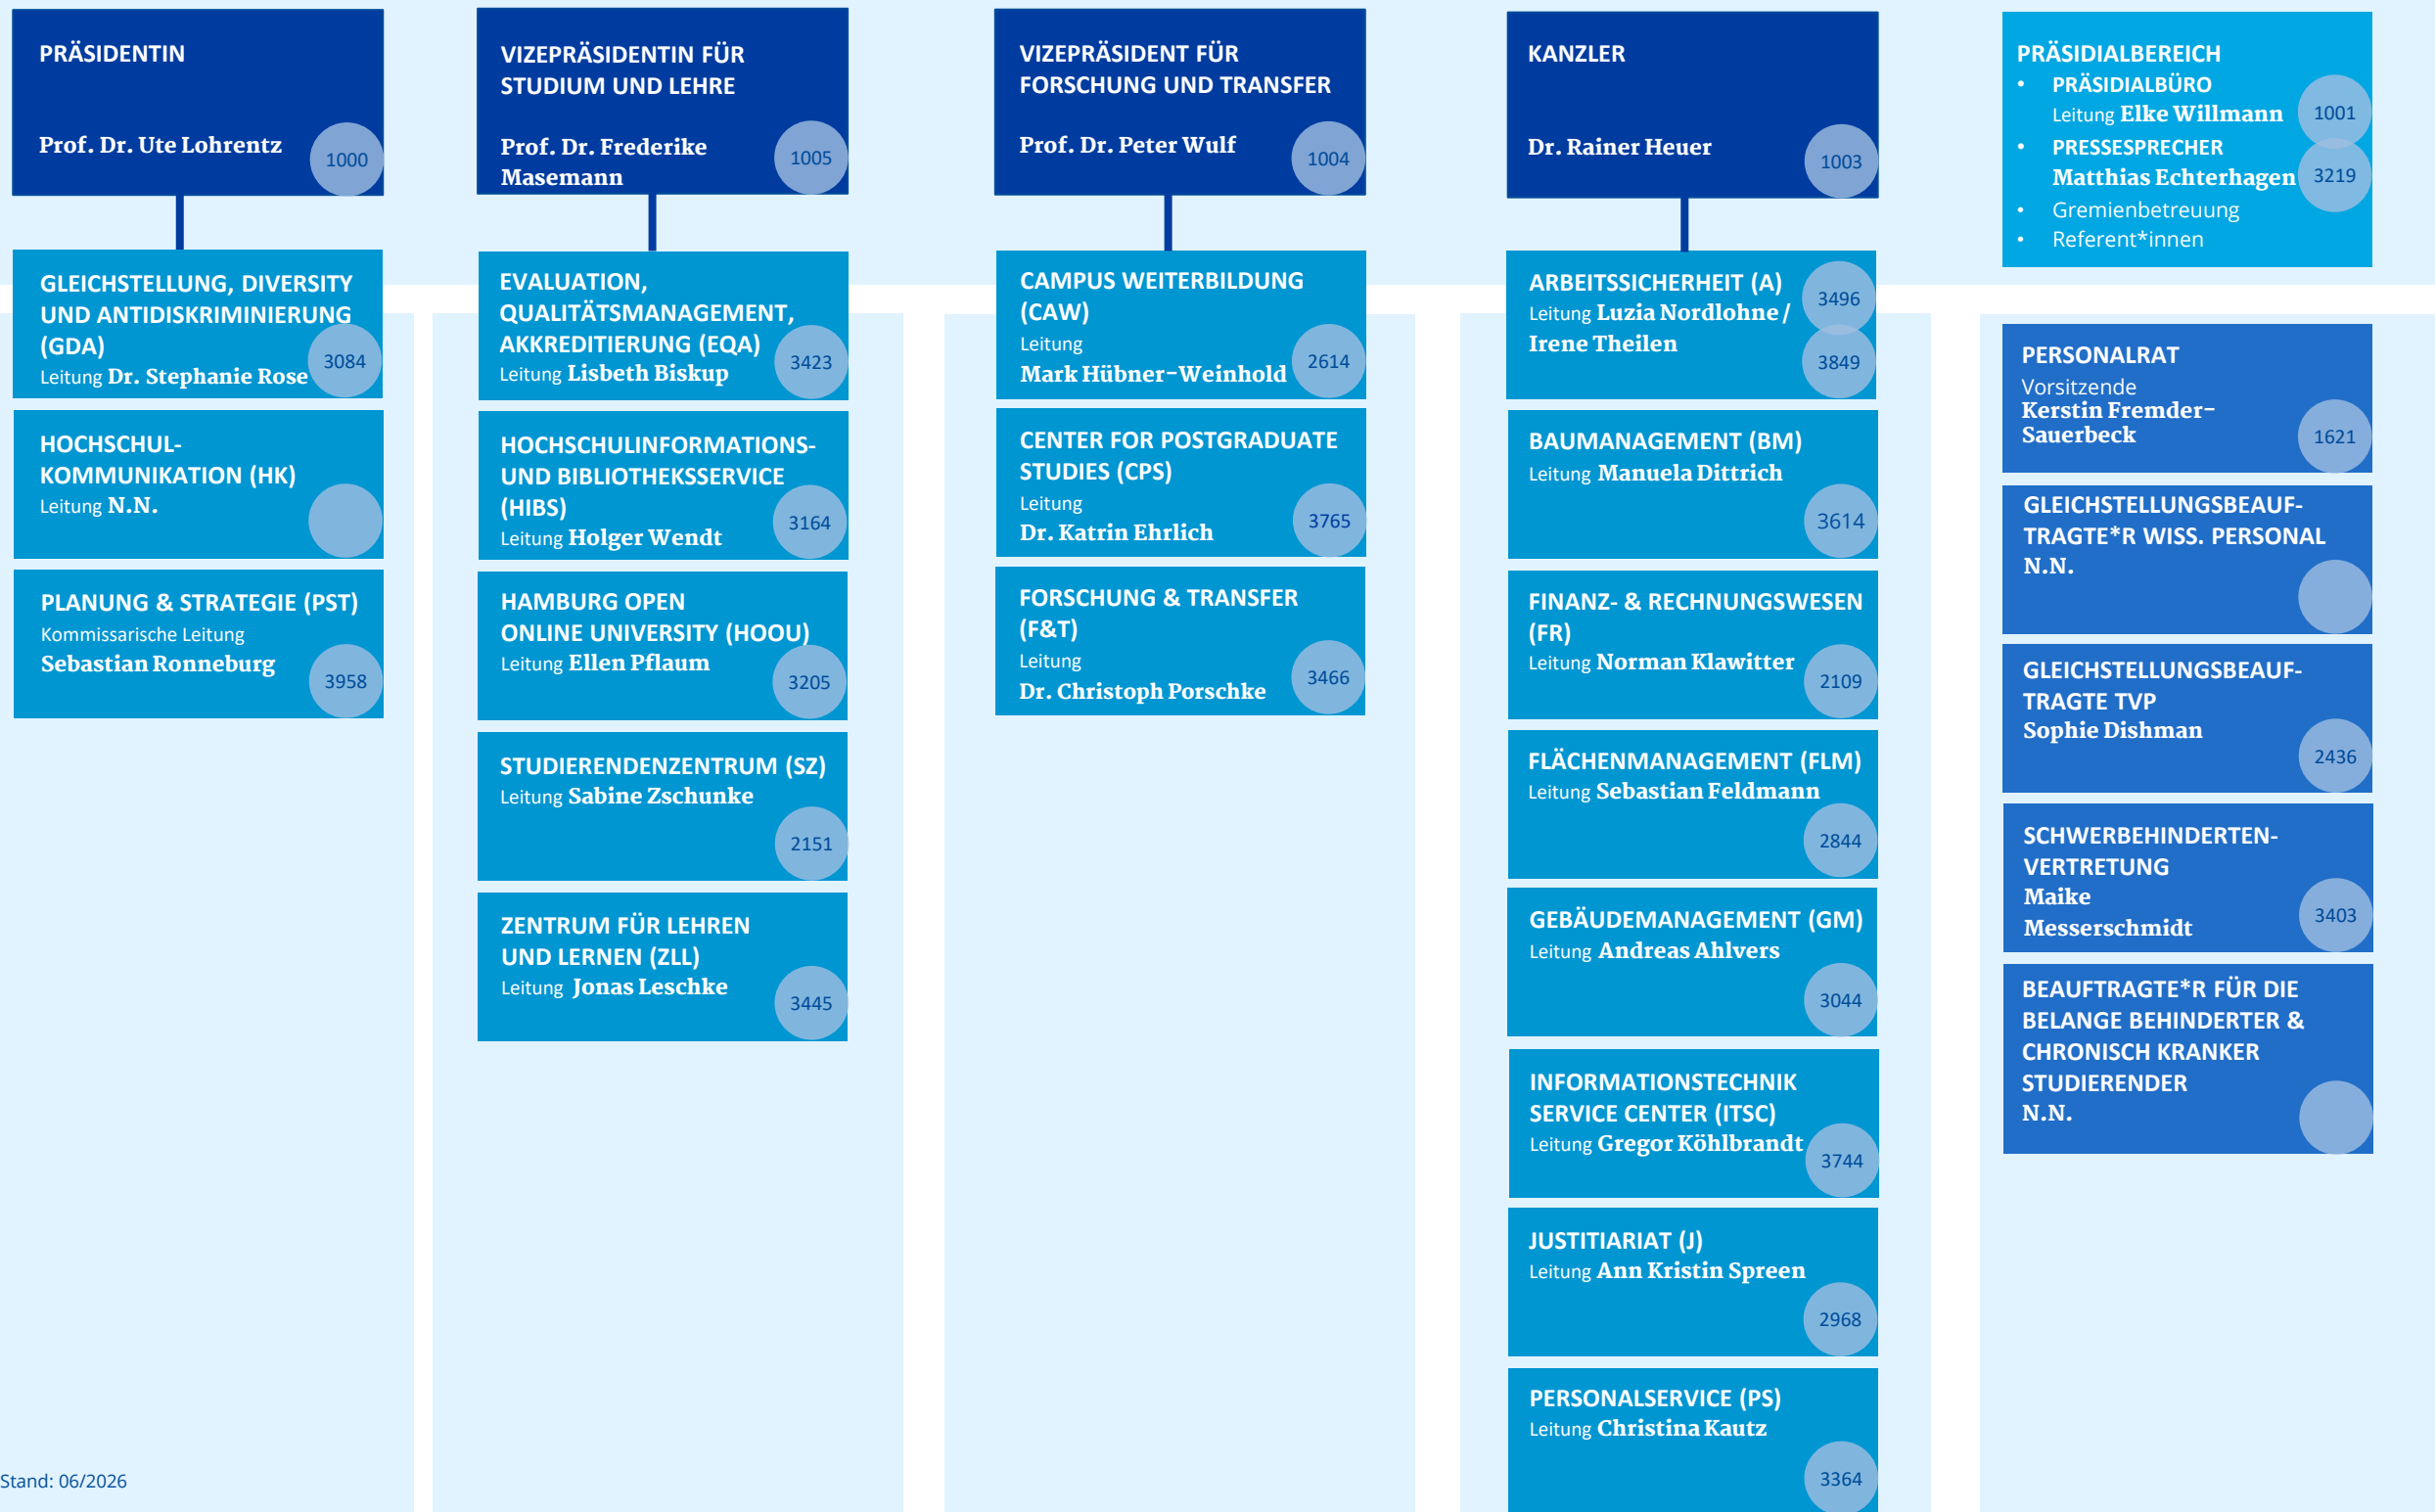 PRÄSIDENTIN
Prof. Dr. Ute Lohrentz
1000
GLEICHSTELLUNG, DIVERSITY
UND ANTIDISKRIMINIERUNG
(GDA)
Leitung Dr. Stephanie Rose
3084
HOCHSCHUL-
KOMMUNIKATION (HK)
Leitung N.N.
PLANUNG & STRATEGIE (PST)
Kommissarische Leitung
Sebastian Ronneburg
3958
VIZEPRÄSIDENTIN FÜR
STUDIUM UND LEHRE
Prof. Dr. Frederike
Masemann
1005
EVALUATION,
QUALITÄTSMANAGEMENT,
AKKREDITIERUNG (EQA)
Leitung Lisbeth Biskup
3423
HOCHSCHULINFORMATIONS-
UND BIBLIOTHEKSSERVICE
(HIBS)
Leitung Holger Wendt
3164
HAMBURG OPEN
ONLINE UNIVERSITY (HOOU)
Leitung Ellen Pflaum
3205
STUDIERENDENZENTRUM (SZ)
Leitung Sabine Zschunke
2151
ZENTRUM FÜR LEHREN
UND LERNEN (ZLL)
Leitung Jonas Leschke
3445
VIZEPRÄSIDENT FÜR
FORSCHUNG UND TRANSFER
Prof. Dr. Peter Wulf
1004
CAMPUS WEITERBILDUNG
(CAW)
Leitung
Mark Hübner-Weinhold
2614
CENTER FOR POSTGRADUATE
STUDIES (CPS)
Leitung
Dr. Katrin Ehrlich
3765
FORSCHUNG & TRANSFER
(F&T)
Leitung
Dr. Christoph Porschke
3466
KANZLER
Dr. Rainer Heuer
1003
ARBEITSSICHERHEIT (A)
Leitung Luzia Nordlohne /
Irene Theilen
3496
3849
BAUMANAGEMENT (BM)
Leitung Manuela Dittrich
3614
FINANZ- & RECHNUNGSWESEN
(FR)
Leitung Norman Klawitter
2109
FLÄCHENMANAGEMENT (FLM)
Leitung Sebastian Feldmann
2844
GEBÄUDEMANAGEMENT (GM)
Leitung Andreas Ahlvers
3044
INFORMATIONSTECHNIK
SERVICE CENTER (ITSC)
Leitung Gregor Köhlbrandt
3744
JUSTITIARIAT (J)
Leitung Ann Kristin Spreen
2968
PERSONALSERVICE (PS)
Leitung Christina Kautz
3364
PRÄSIDIALBEREICH
• PRÄSIDIALBÜRO
Leitung Elke Willmann
1001
• PRESSESPRECHER
Matthias Echterhagen
3219
• Gremienbetreuung
• Referent*innen
PERSONALRAT
Vorsitzende
Kerstin Fremder-
Sauerbeck
1621
GLEICHSTELLUNGSBEAUF-
TRAGTE*R WISS. PERSONAL
N.N.
GLEICHSTELLUNGSBEAUF-
TRAGTE TVP
Sophie Dishman
2436
SCHWERBEHINDERTEN-
VERTRETUNG
Maike
Messerschmidt
3403
BEAUFTRAGTE*R FÜR DIE
BELANGE BEHINDERTER &
CHRONISCH KRANKER
STUDIERENDER
N.N.
Stand: 06/2026